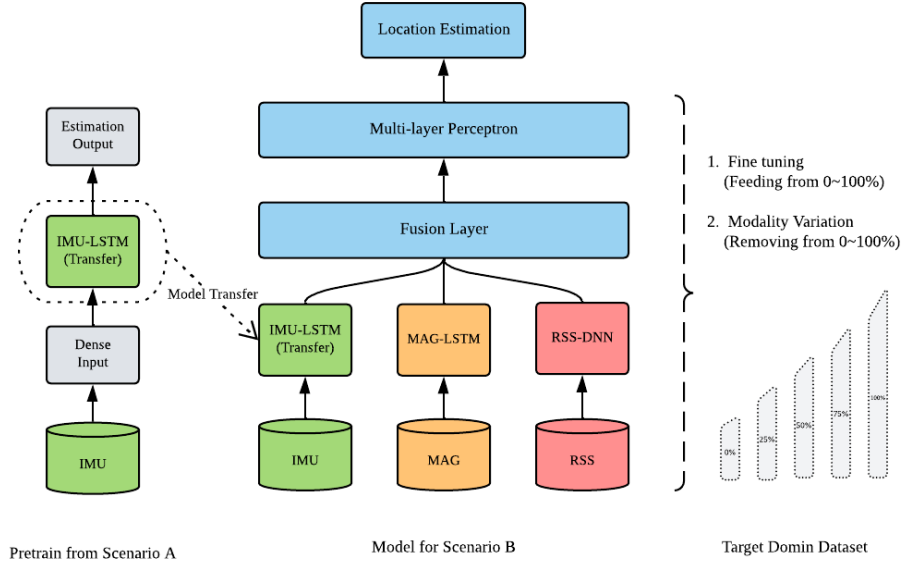 Location Estimation
Estimation
Output
Multi-layer Perceptron
1. Fine tuning
(Feeding from 0~100%)
2. Modality Variation
(Removing from 0~100%)
IMU-LSTM
(Transfer)
Fusion Layer
Model Transfer
Dense
Input
IMU-LSTM
(Transfer)
MAG-LSTM
RSS-DNN
0%
25%
50%
75%
100%
IMU
IMU
MAG
RSS
Pretrain from Scenario A
Model for Scenario B
Target Domin Dataset